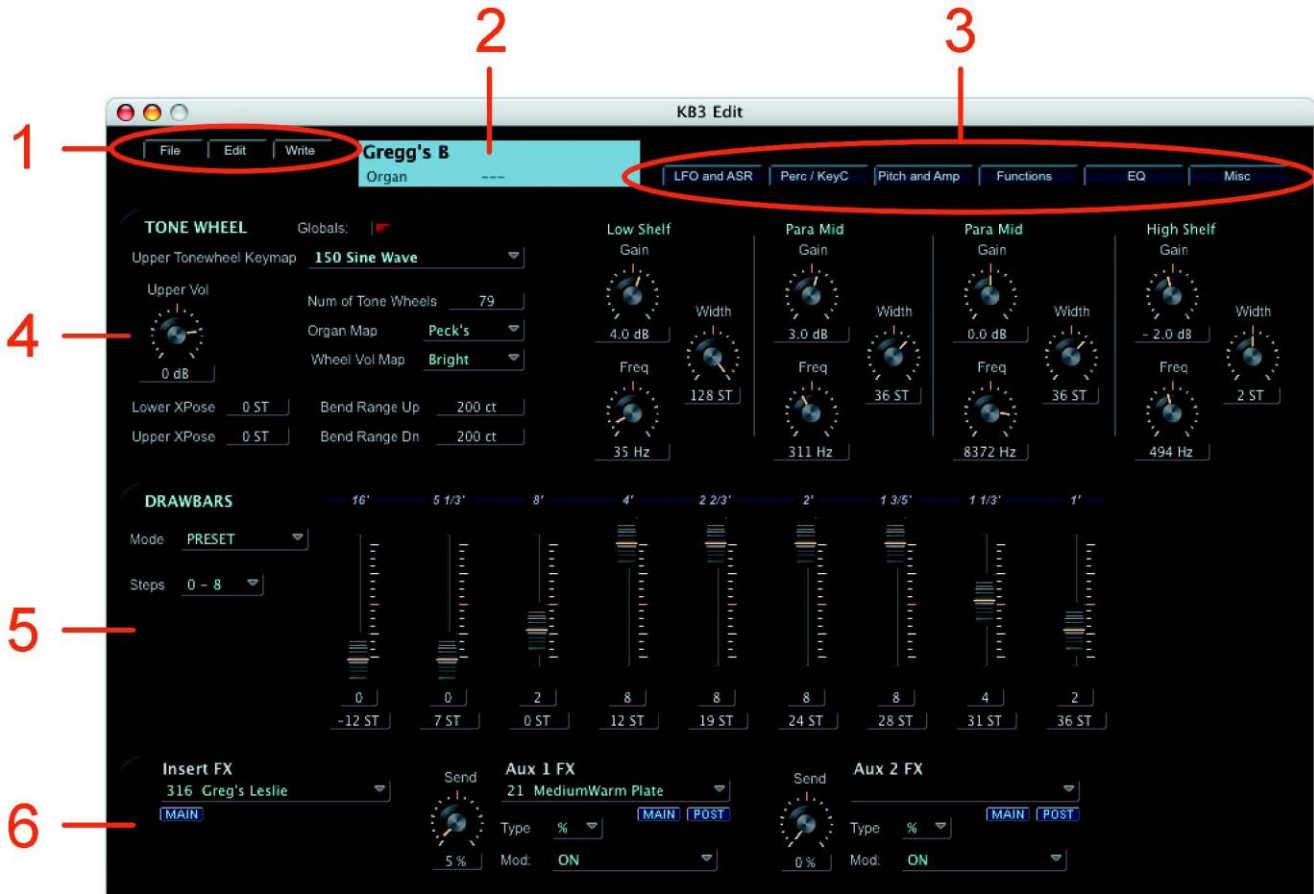 2
3
KB3 Edit
1
File Edit Write
Gregg's B
Organ ---
LFO and ASR Perc / KeyC Pitch and Amp Functions EQ Misc
TONE WHEEL Globals:
Upper Tonewheel Keymap 150 Sine Wave
Upper Vol
0 dB
Num of Tone Wheels 79
Organ Map Peck's
Wheel Vol Map Bright
Lower XPose 0 ST Bend Range Up 200 ct
Upper XPose 0 ST Bend Range Dn 200 ct
4
Low Shelf
Gain
4.0 dB
Width
128 ST
Freq
35 Hz
Para Mid
Gain
3.0 dB
Width
36 ST
Freq
311 Hz
Para Mid
Gain
0.0 dB
Width
36 ST
Freq
8372 Hz
High Shelf
Gain
- 2.0 dB
Width
2 ST
Freq
494 Hz
DRAWBARS 16' 5 1/3' 8' 4' 2 2/3' 2' 1 3/5' 1 1/3' 1'
Mode PRESET
Steps 0 - 8
5
0 0 2 8 8 8 8 4 2
-12 ST 7 ST 0 ST 12 ST 19 ST 24 ST 28 ST 31 ST 36 ST
6
Insert FX
316 Greg's Leslie
MAIN
Send
5 %
Aux 1 FX
21 MediumWarm Plate
MAIN POST
Type %
Mod: ON
Send
0 %
Aux 2 FX
MAIN POST
Type %
Mod: ON